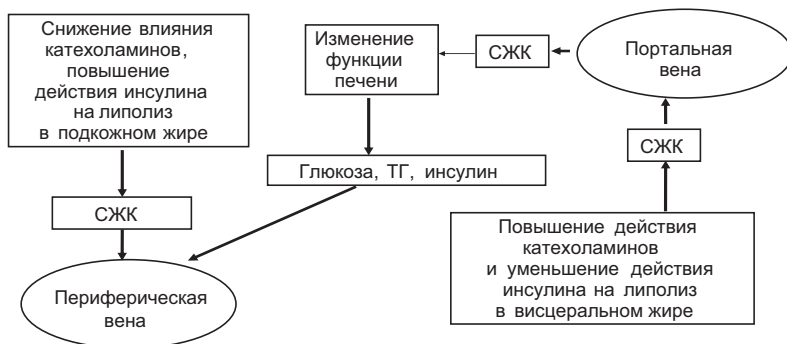 Снижение влияния
катехоламинов,
повышение
действия инсулина
на липолиз
в подкожном жире
СЖК
Периферическая
вена
Изменение
функции
печени
СЖК
Портальная
вена
СЖК
Глюкоза, ТГ, инсулин
Повышение действия
катехоламинов
и уменьшение действия
инсулина на липолиз
в висцеральном жире